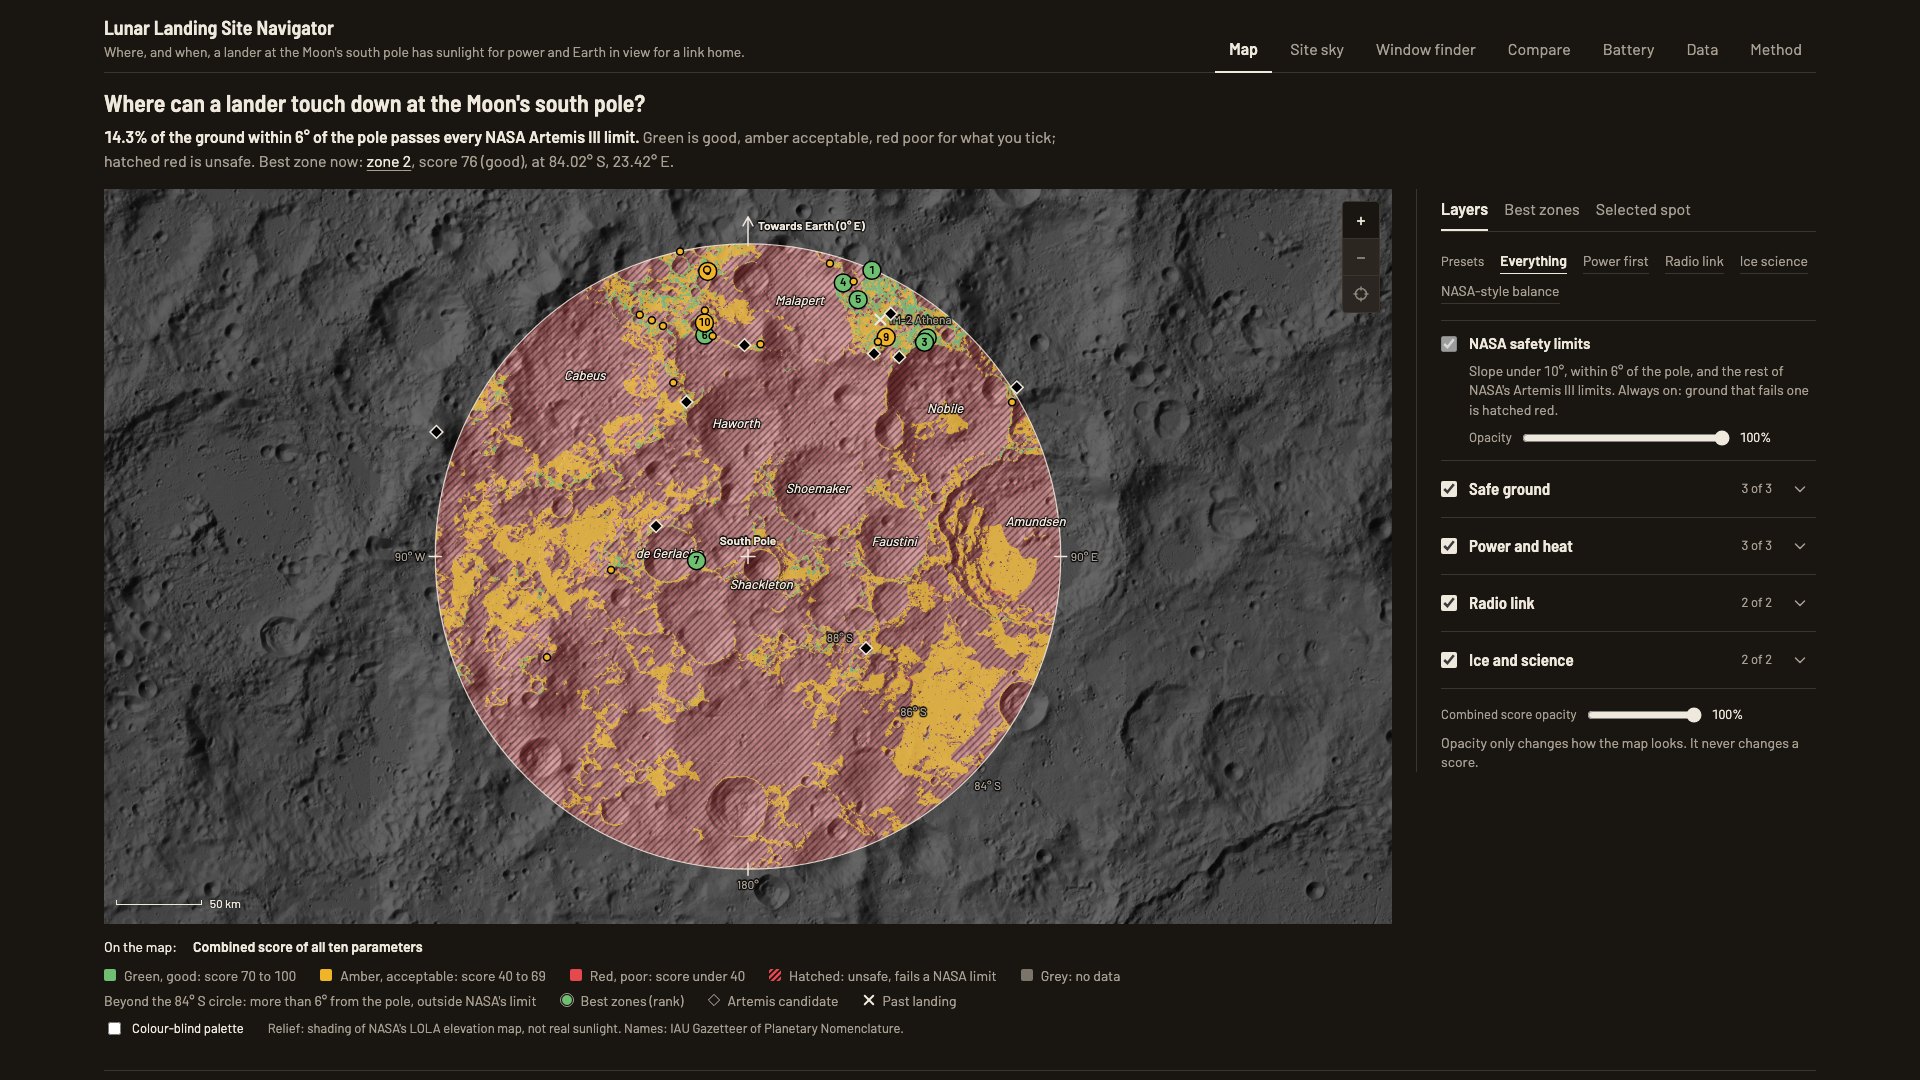 Lunar Landing Site Navigator
Where, and when, a lander at the Moon's south pole has sunlight for power and Earth in view for a link home.
Map
Site sky
Window finder
Compare
Battery
Data
Method
Where can a lander touch down at the Moon's south pole?
14.3% of the ground within 6° of the pole passes every NASA Artemis III limit. Green is good, amber acceptable, red poor for what you tick;
hatched red is unsafe. Best zone now: zone 2, score 76 (good), at 84.02° S, 23.42° E.
Towards Earth (0° E)
1
4
5
Malapert
10
9
3
Cabeus
Nobile
Haworth
Shoemaker
Amundsen
South Pole
Faustini
90° W
90° E
7
Shackleton
88° S
86° S
84° S
180°
50 km
+
−
Layers
Best zones
Selected spot
Presets
Everything
Power first
Radio link
Ice science
NASA-style balance
NASA safety limits
Slope under 10°, within 6° of the pole, and the rest of
NASA's Artemis III limits. Always on: ground that fails one
is hatched red.
Opacity
100%
Safe ground
3 of 3
Power and heat
3 of 3
Radio link
2 of 2
Ice and science
2 of 2
Combined score opacity
100%
Opacity only changes how the map looks. It never changes a
score.
On the map: Combined score of all ten parameters
Green, good: score 70 to 100
Amber, acceptable: score 40 to 69
Red, poor: score under 40
Hatched: unsafe, fails a NASA limit
Grey: no data
Beyond the 84° S circle: more than 6° from the pole, outside NASA's limit
Best zones (rank)
Artemis candidate
Past landing
Colour-blind palette
Relief: shading of NASA's LOLA elevation map, not real sunlight. Names: IAU Gazetteer of Planetary Nomenclature.